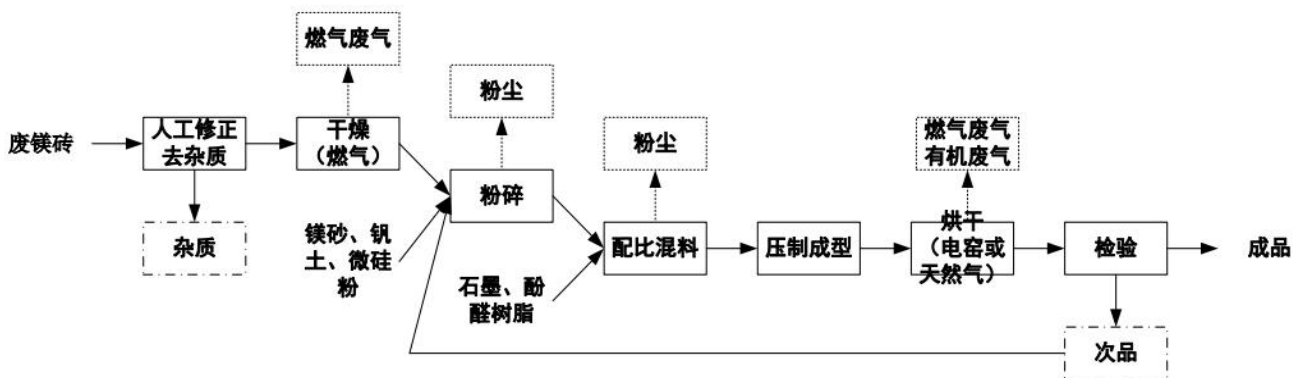 燃气废气
粉尘
粉尘
燃气废气
有机废气
废镁砖
人工修正
去杂质
干燥
（燃气）
粉碎
杂质
镁砂、钒
土、微硅
粉
石墨、酚
醛树脂
配比混料
压制成型
烘干
（电窑或
天然气）
检验
成品
次品